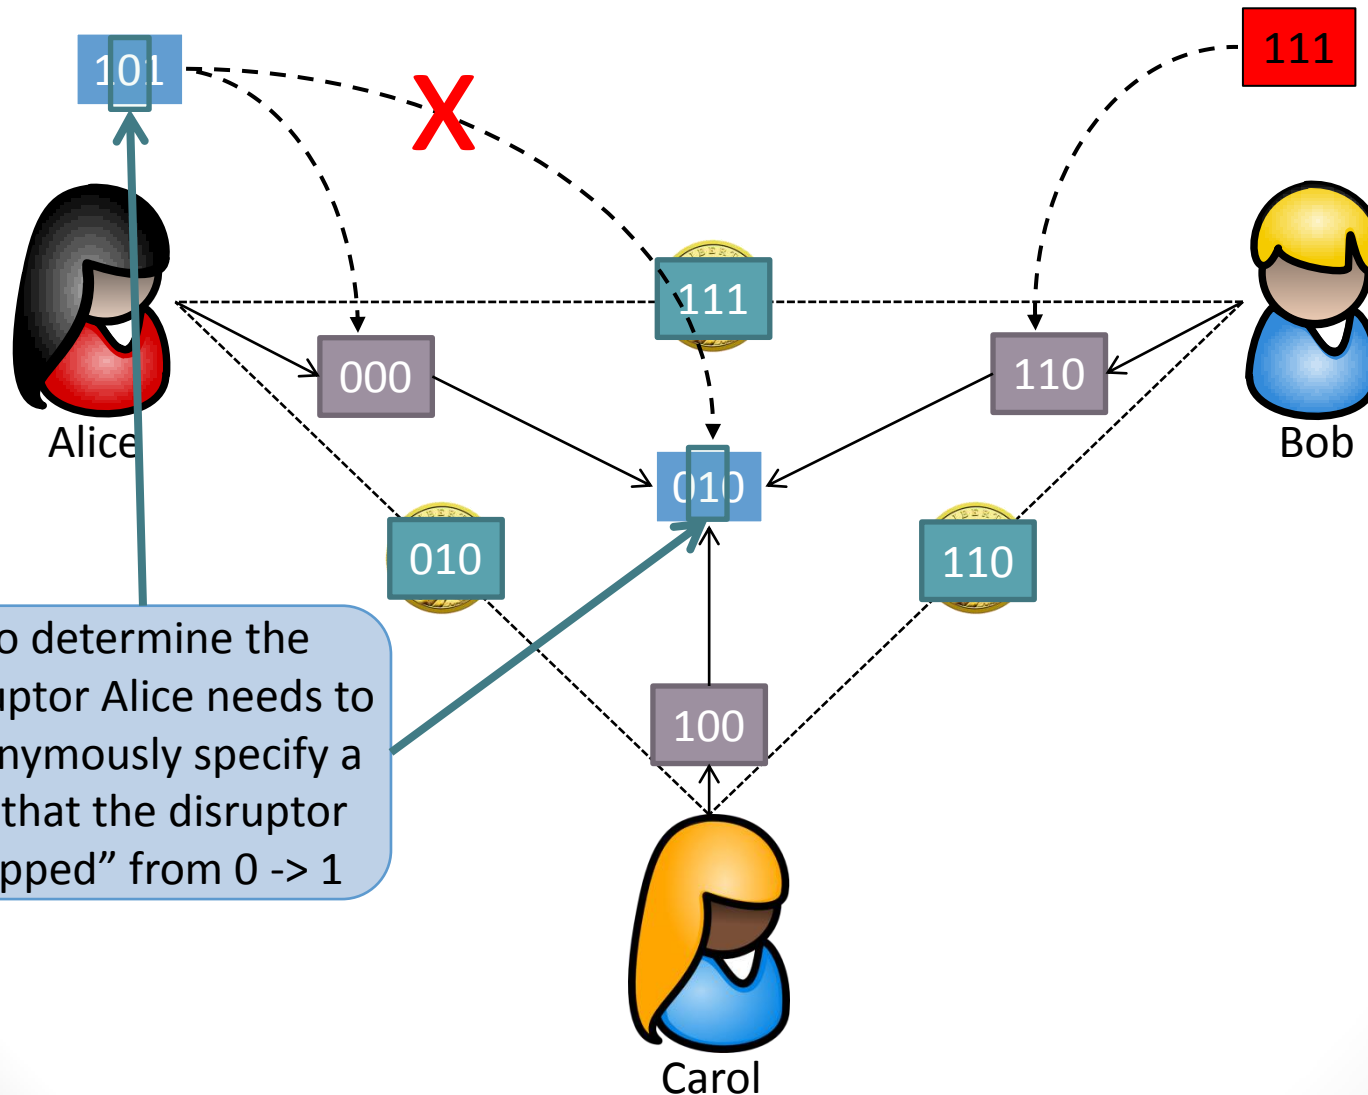 101
111
111
000
110
Alice
Bob
010
010
110
o determine the
uptor Alice needs to
nymously specify a
that the disruptor
pped” from 0 -> 1
100
Carol